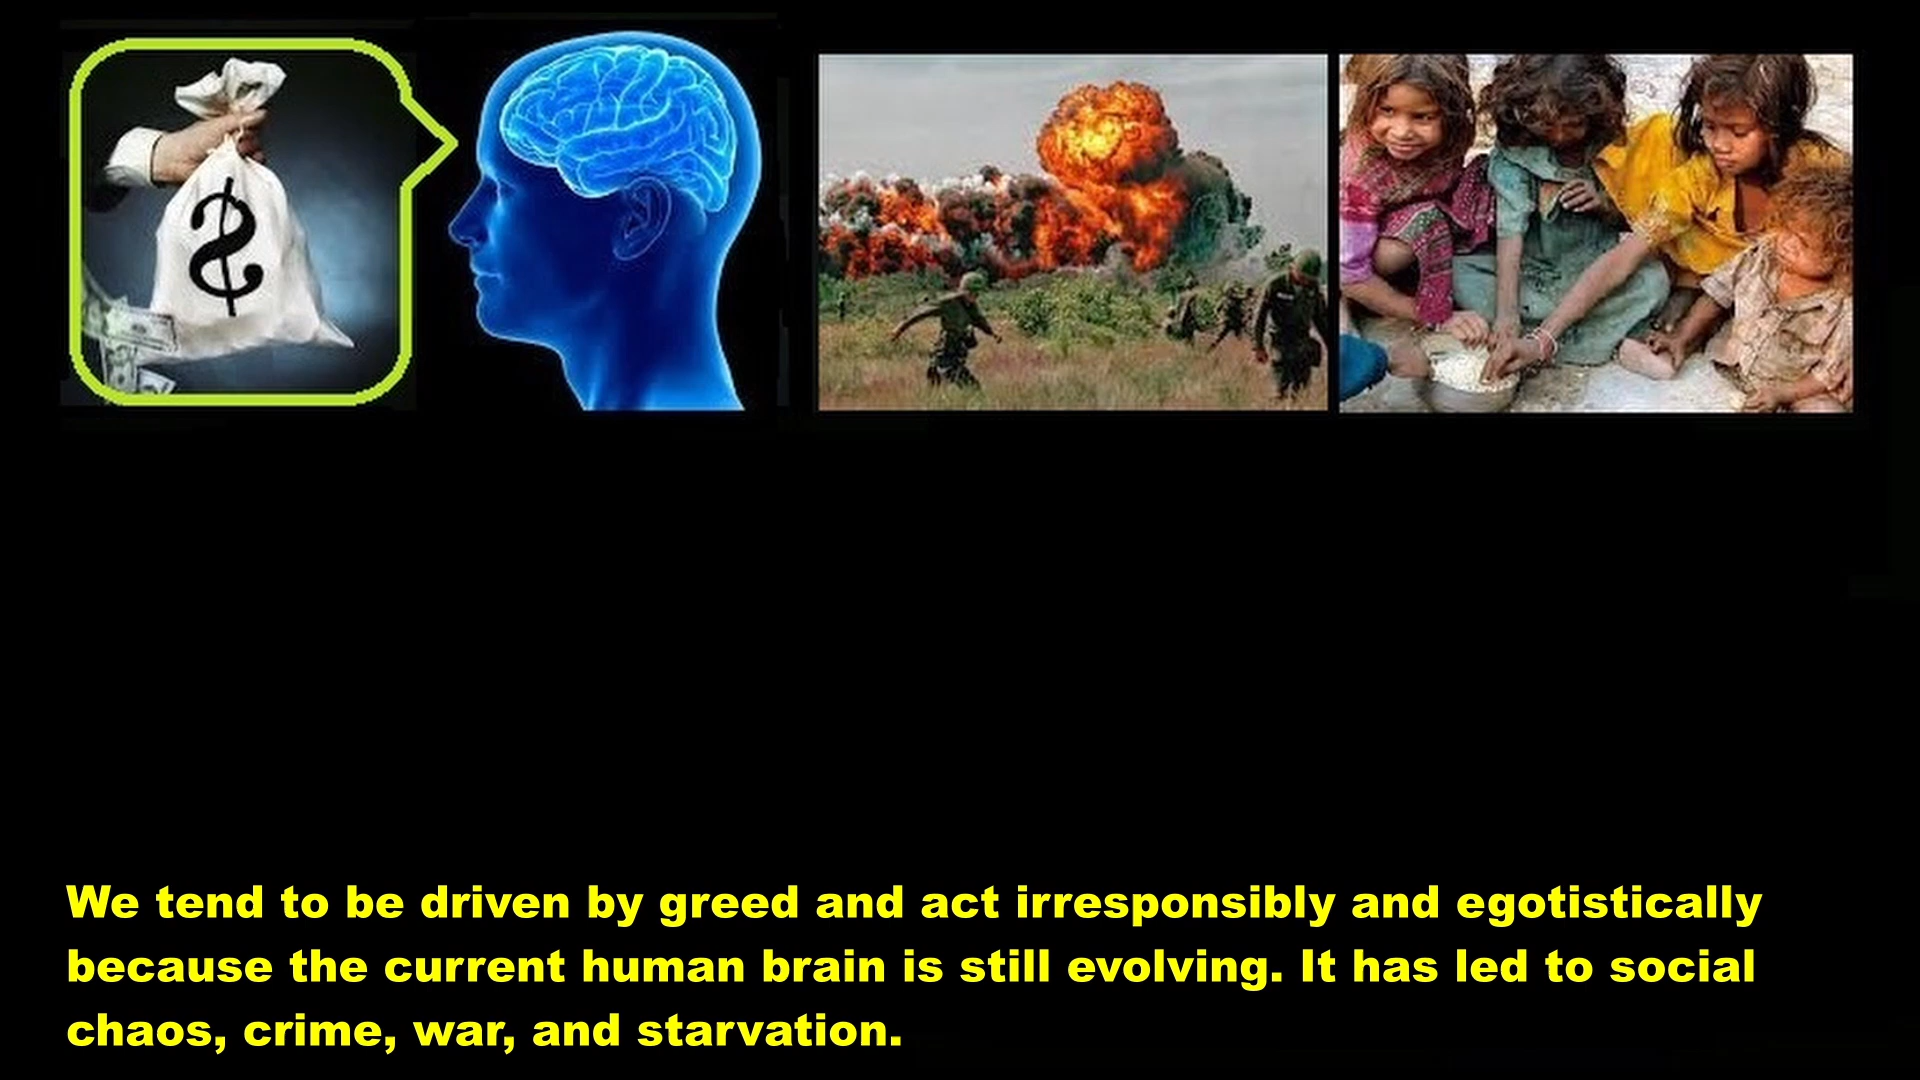 We tend to be driven by greed and act irresponsibly and egotistically
because the current human brain is still evolving. It has led to social
chaos, crime, war, and starvation.